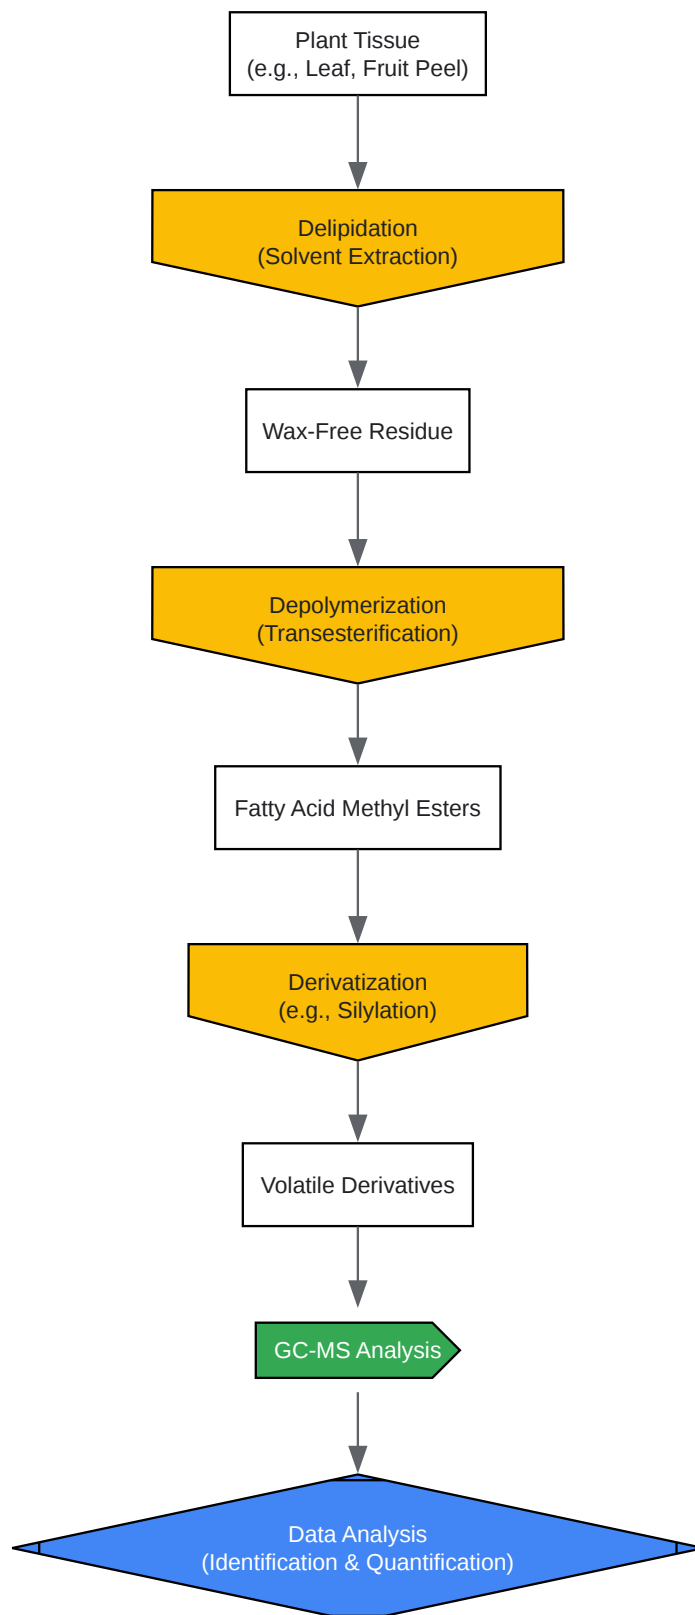 Plant Tissue
(e.g., Leaf, Fruit Peel)
Delipidation
(Solvent Extraction)
Wax-Free Residue
Depolymerization
(Transesterification)
Fatty Acid Methyl Esters
Derivatization
(e.g., Silylation)
Volatile Derivatives
GC-MS Analysis
Data Analysis
(Identification & Quantification)